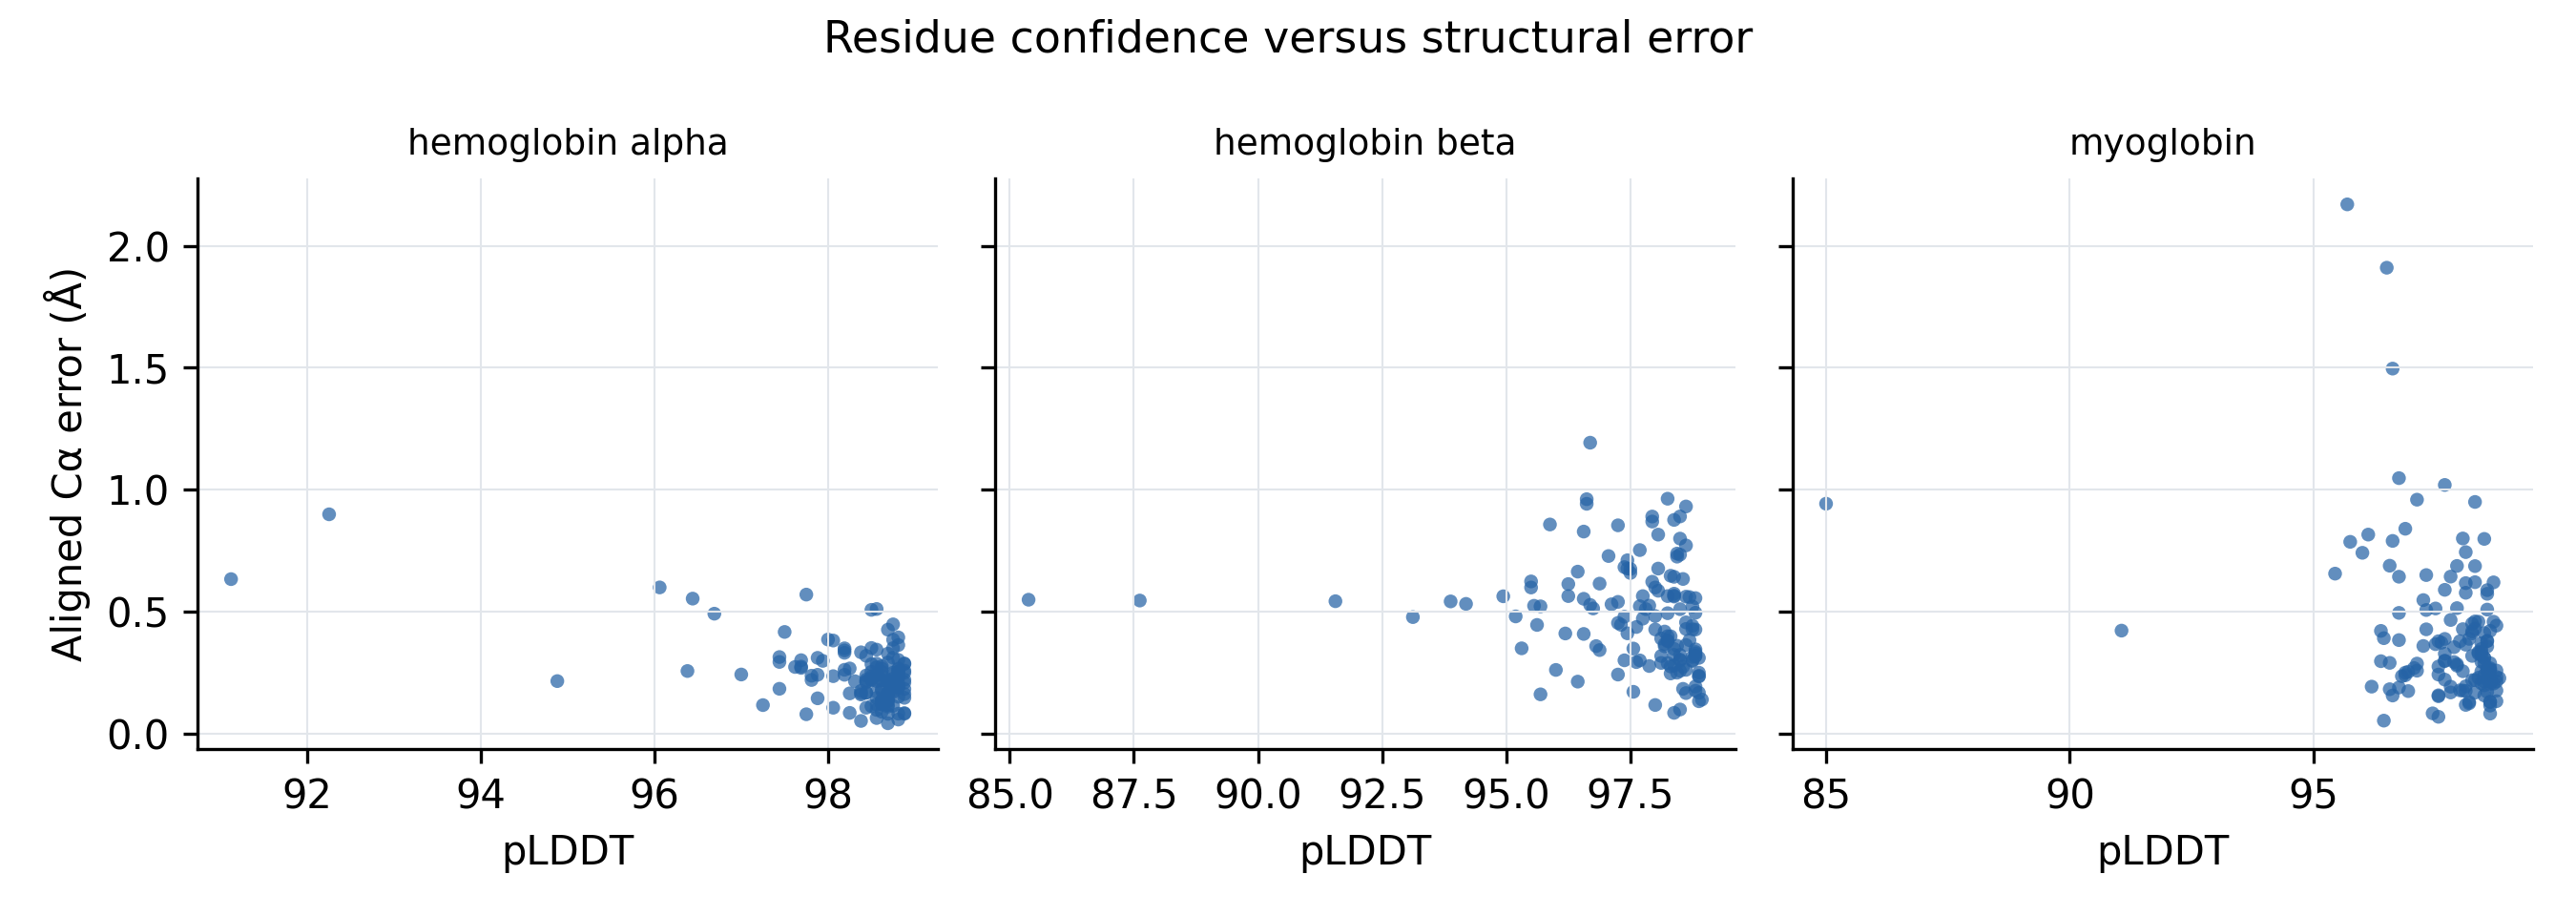 Residue confidence versus structural error
hemoglobin alpha
hemoglobin beta
myoglobin
Aligned Cα error (Å)
2.0
1.5
1.0
0.5
0.0
92 94 96 98
85.0 87.5 90.0 92.5 95.0 97.5
85 90 95
pLDDT
pLDDT
pLDDT